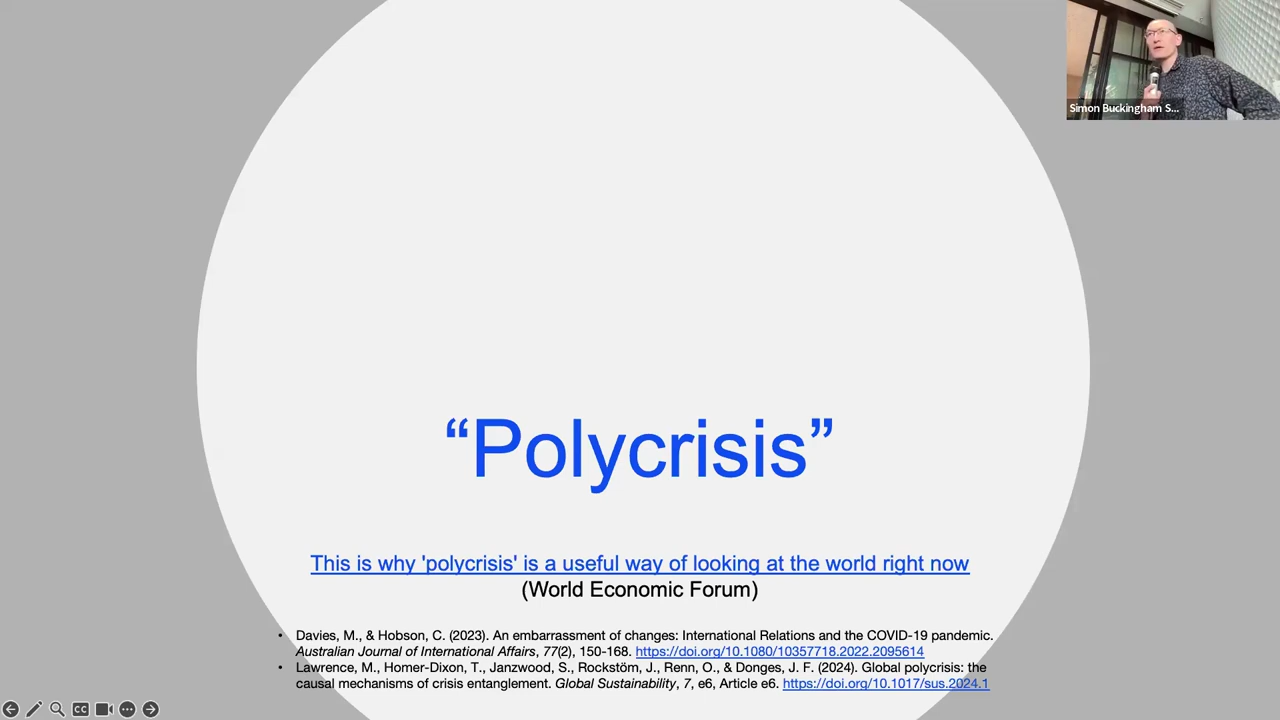 Simon Buckingham S...
“Polycrisis”
This is why 'polycrisis' is a useful way of looking at the world right now
(World Economic Forum)
• Davies, M., & Hobson, C. (2023). An embarrassment of changes: International Relations and the COVID-19 pandemic.
Australian Journal of International Affairs, 77(2), 150-168. https://doi.org/10.1080/10357718.2022.2095614
• Lawrence, M., Homer-Dixon, T., Janzwood, S., Rockstöm, J., Renn, O., & Donges, J. F. (2024). Global polycrisis: the
causal mechanisms of crisis entanglement. Global Sustainability, 7, e6, Article e6. https://doi.org/10.1017/sus.2024.1
CC